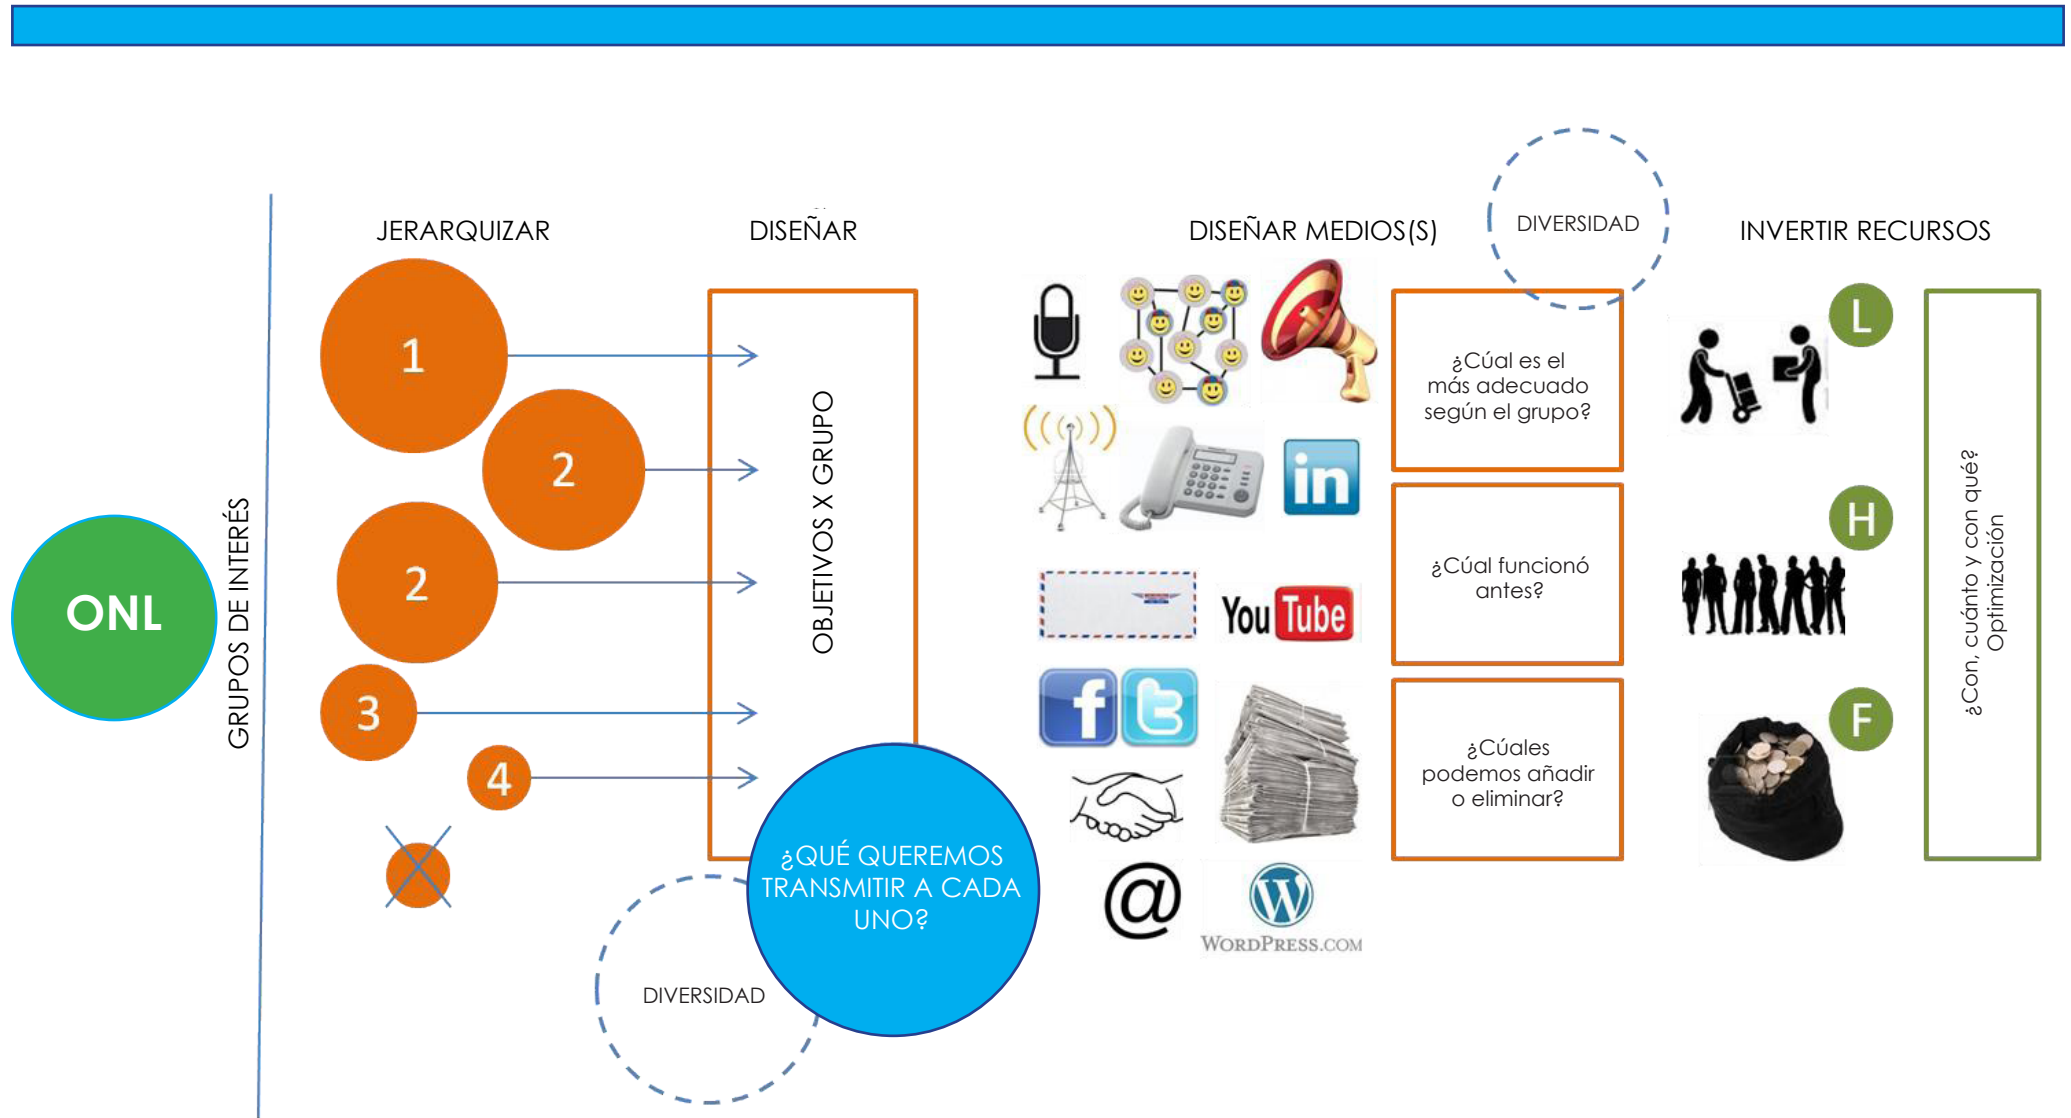 ONL
GRUPOS DE INTERÉS
JERARQUIZAR
1
2
2
3
4
DISEÑAR
OBJETIVOS X GRUPO
¿QUÉ QUEREMOS
TRANSMITIR A CADA
UNO?
DIVERSIDAD
DISEÑAR MEDIOS(S)
DIVERSIDAD
in
You Tube
f
t
@
W
WORDPRESS.COM
¿Cúal es el
más adecuado
según el grupo?
¿Cúal funcionó
antes?
¿Cúales
podemos añadir
o eliminar?
INVERTIR RECURSOS
L
H
F
¿Con, cuánto y con qué?
Optimización